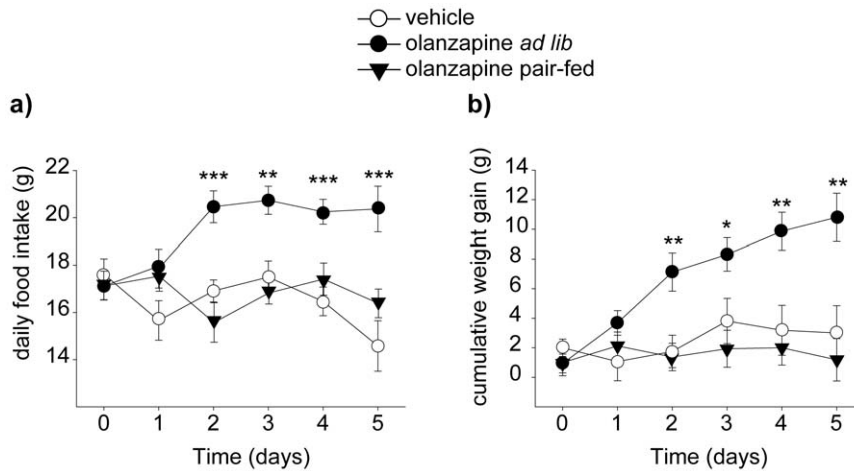 vehicle
olanzapine ad lib
olanzapine pair-fed
a)
daily food intake (g)
22
20
18
16
14
*** ** *** ***
0 1 2 3 4 5
Time (days)
b)
cumulative weight gain (g)
14
12
10
8
6
4
2
0
** * ** **
0 1 2 3 4 5
Time (days)